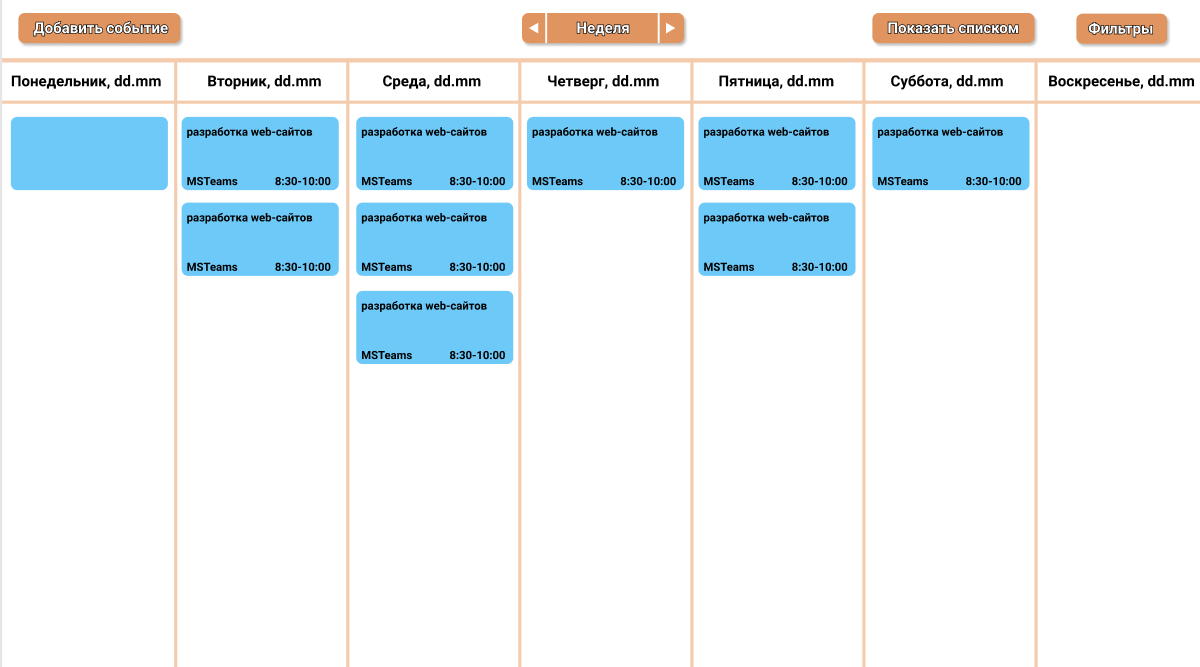 Добавить событие
◀ Неделя ▶
Показать списком
Фильтры
Понедельник, dd.mm
Вторник, dd.mm
Среда, dd.mm
Четверг, dd.mm
Пятница, dd.mm
Суббота, dd.mm
Воскресенье, dd.mm
разработка web-сайтов
MSTeams 8:30-10:00
разработка web-сайтов
MSTeams 8:30-10:00
разработка web-сайтов
MSTeams 8:30-10:00
разработка web-сайтов
MSTeams 8:30-10:00
разработка web-сайтов
MSTeams 8:30-10:00
разработка web-сайтов
MSTeams 8:30-10:00
разработка web-сайтов
MSTeams 8:30-10:00
разработка web-сайтов
MSTeams 8:30-10:00
разработка web-сайтов
MSTeams 8:30-10:00